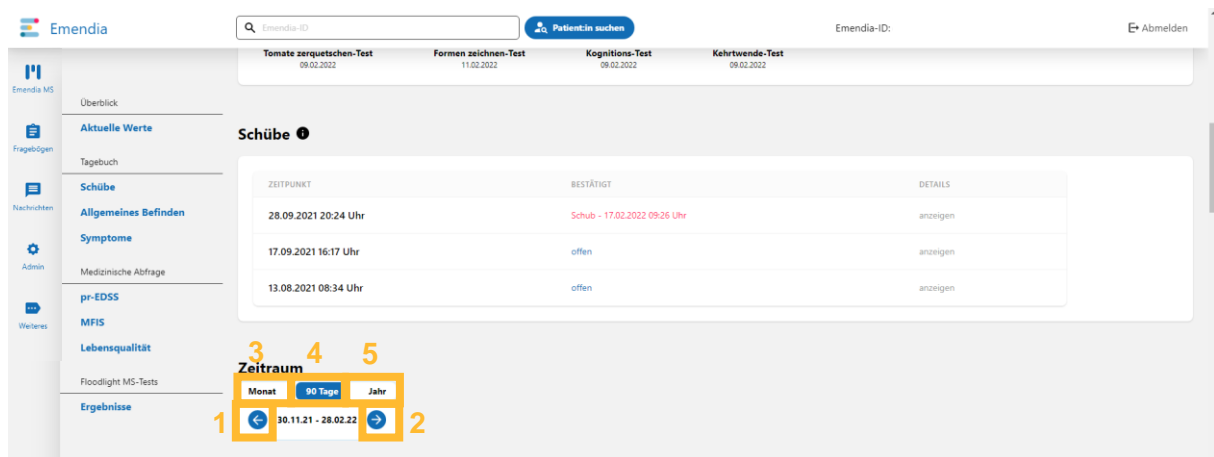 Emendia
Emendia-ID
Patient:in suchen
Emendia-ID:
Abmelden
Emendia MS
Fragebögen
Nachrichten
Admin
Weiteres
Überblick
Aktuelle Werte
Tagebuch
Schübe
Allgemeines Befinden
Symptome
Medizinische Abfrage
pr-EDSS
MFIS
Lebensqualität
Floodlight MS-Tests
Ergebnisse
Tomate zerquetschen-Test Formen zeichnen-Test Kognitions-Test Kehrtwende-Test
09.02.2022 11.02.2022 09.02.2022 09.02.2022
Schübe
ZEITPUNKT BESTÄTIGT DETAILS
28.09.2021 20:24 Uhr Schub - 17.02.2022 09:26 Uhr anzeigen
17.09.2021 16:17 Uhr offen anzeigen
13.08.2021 08:34 Uhr offen anzeigen
3 4 5
Zeitraum
Monat 90 Tage Jahr
1 30.11.21 - 28.02.22 2